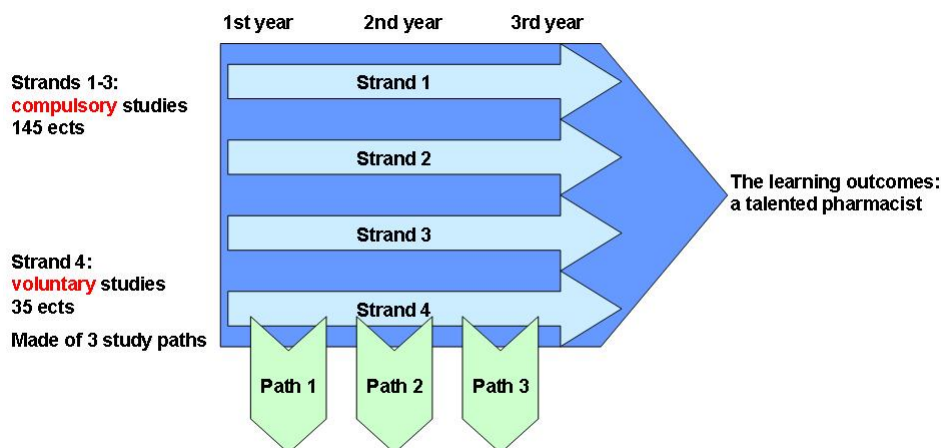 1st year 2nd year 3rd year
Strands 1-3:
compulsory studies
145 ects
Strand 1
Strand 2
Strand 3
Strand 4
The learning outcomes:
a talented pharmacist
Strand 4:
voluntary studies
35 ects
Made of 3 study paths
Path 1 Path 2 Path 3